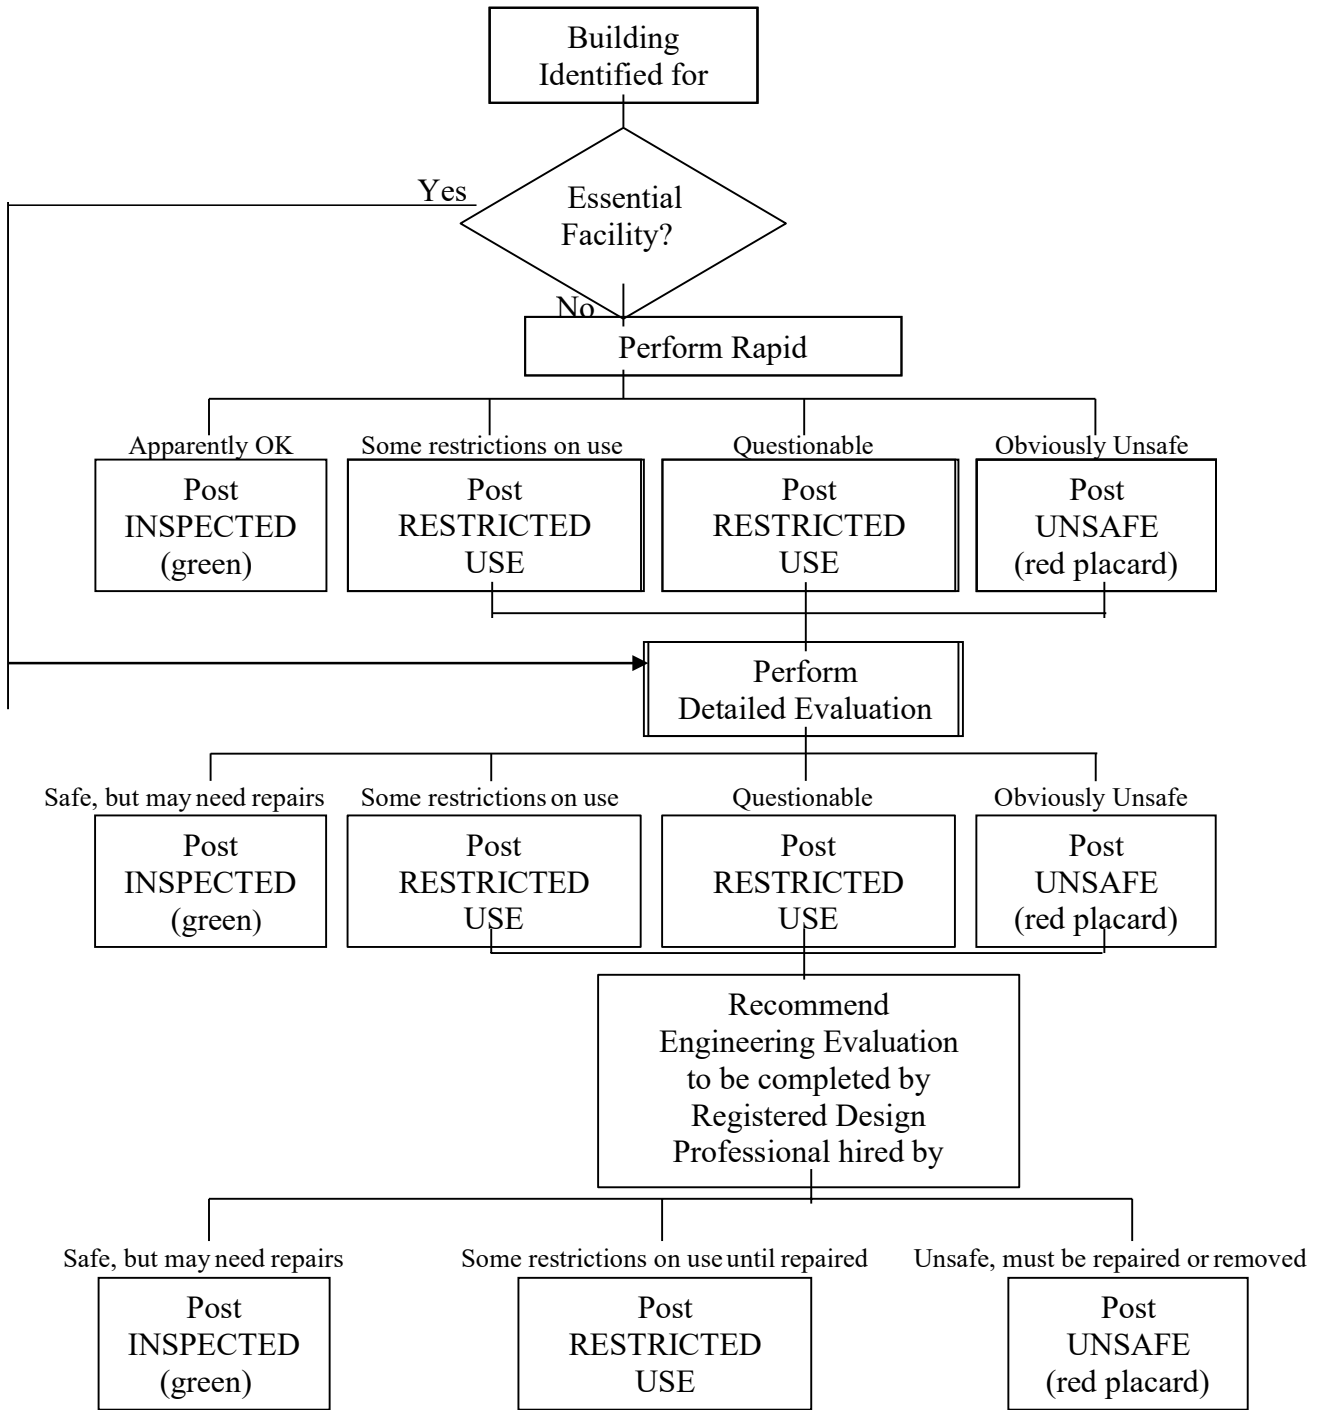 Building
Identified for
Yes
Essential
Facility?
No
Perform Rapid
Apparently OK
Some restrictions on use
Questionable
Obviously Unsafe
Post
INSPECTED
(green)
Post
RESTRICTED
USE
Post
RESTRICTED
USE
Post
UNSAFE
(red placard)
Perform
Detailed Evaluation
Safe, but may need repairs
Some restrictions on use
Questionable
Obviously Unsafe
Post
INSPECTED
(green)
Post
RESTRICTED
USE
Post
RESTRICTED
USE
Post
UNSAFE
(red placard)
Recommend
Engineering Evaluation
to be completed by
Registered Design
Professional hired by
Safe, but may need repairs
Some restrictions on use until repaired
Unsafe, must be repaired or removed
Post
INSPECTED
(green)
Post
RESTRICTED
USE
Post
UNSAFE
(red placard)